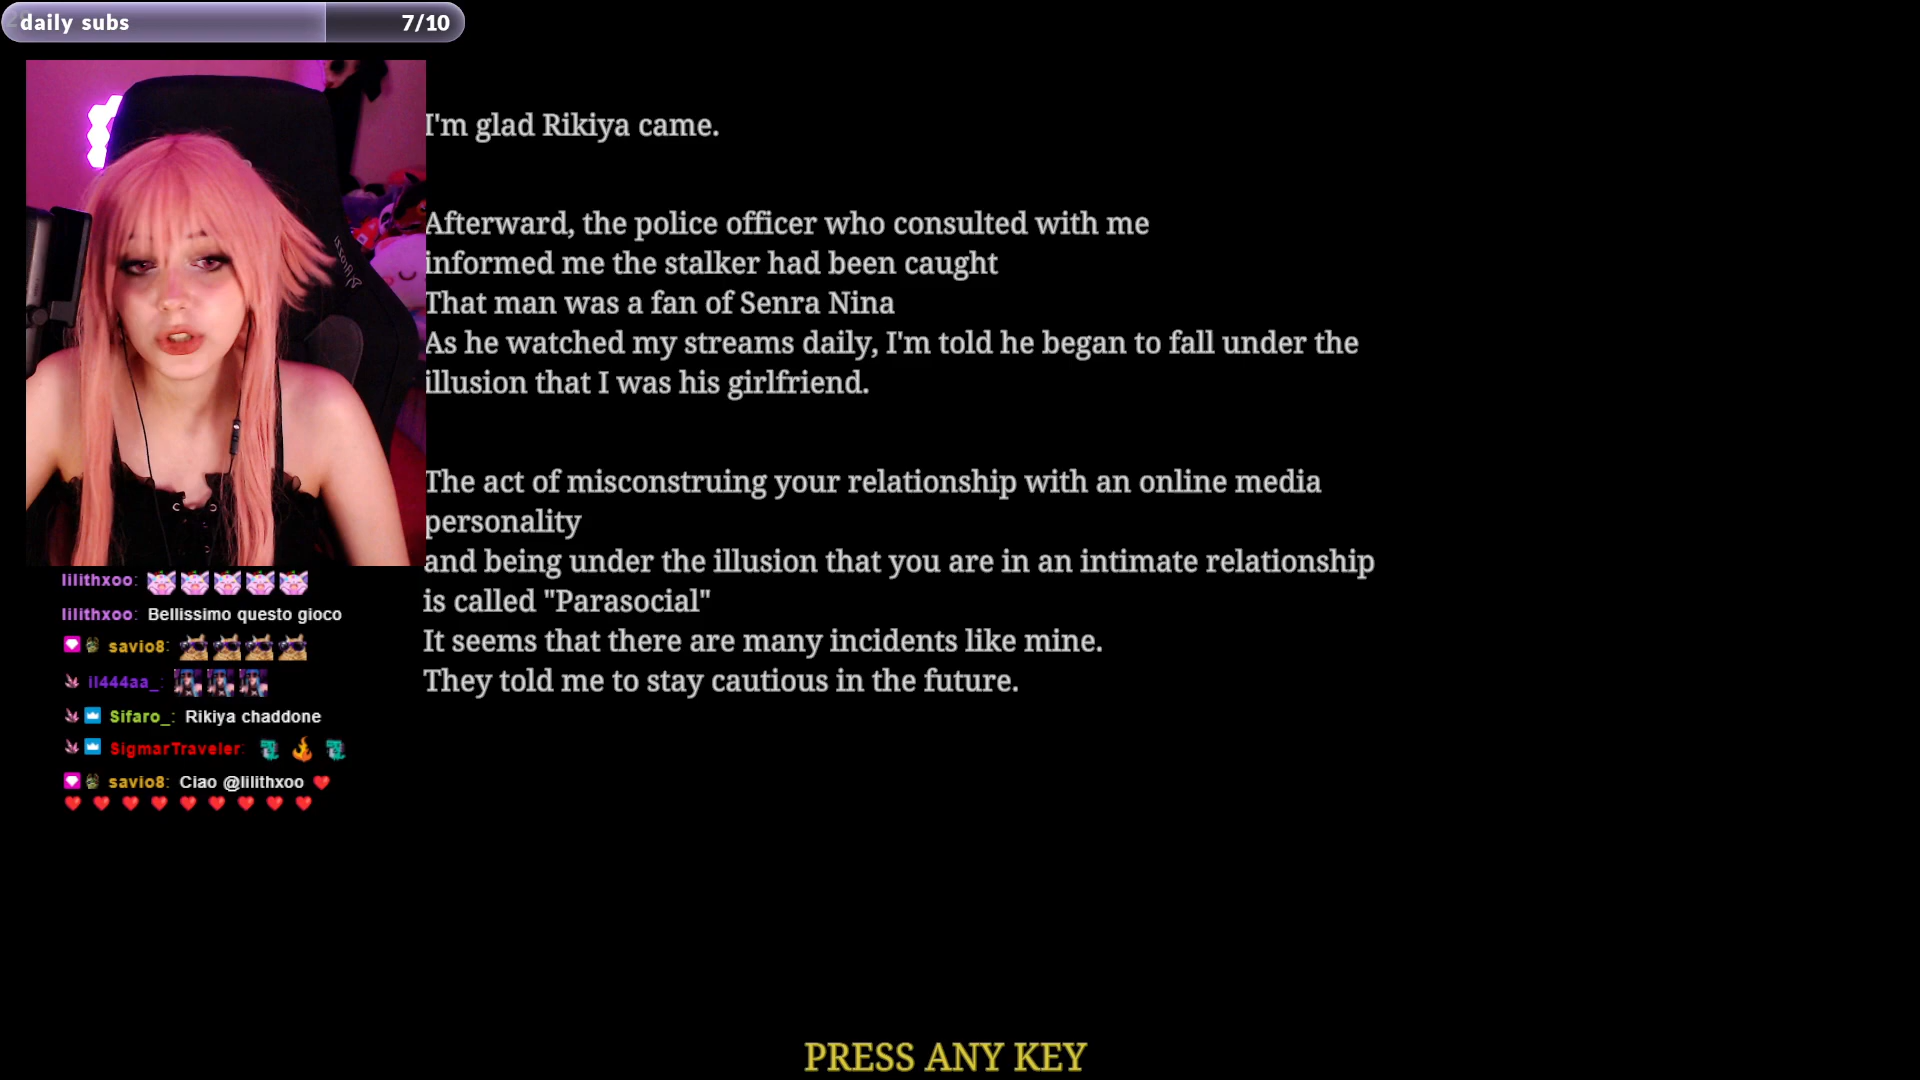 daily subs 7/10
I'm glad Rikiya came.
Afterward, the police officer who consulted with me
informed me the stalker had been caught
That man was a fan of Senra Nina
As he watched my streams daily, I'm told he began to fall under the
illusion that I was his girlfriend.
The act of misconstruing your relationship with an online media
personality
and being under the illusion that you are in an intimate relationship
is called "Parasocial"
It seems that there are many incidents like mine.
They told me to stay cautious in the future.
lilithxoo:
lilithxoo: Bellissimo questo gioco
savio8:
il444aa_:
Sifaro_: Rikiya chaddone
SigmarTraveler:
savio8: Ciao @lilithxoo
PRESS ANY KEY